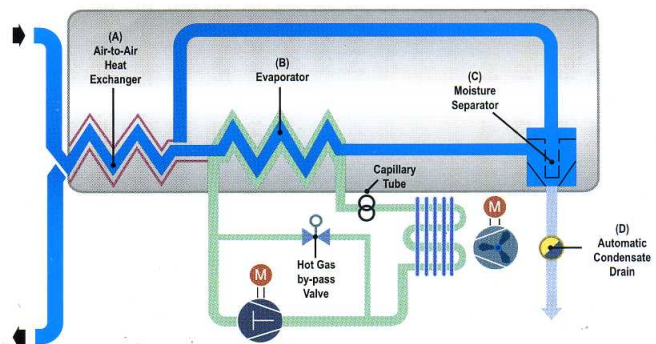 (A)
Air-to-Air
Heat
Exchanger
(B)
Evaporator
(C)
Moisture
Separator
Capillary
Tube
M
(D)
Automatic
Condensate
Drain
Hot Gas
by-pass
Valve
M